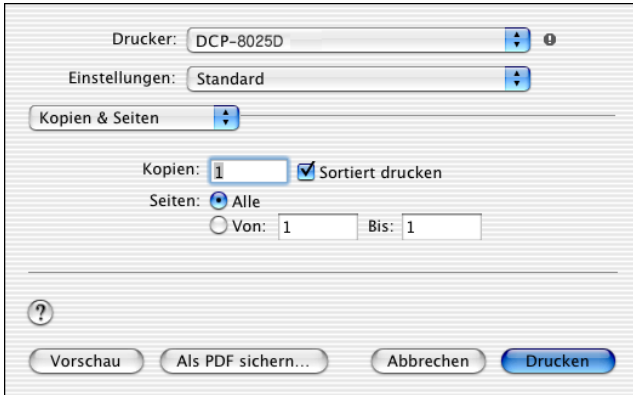 Drucker: DCP-8025D
Einstellungen: Standard
Kopien & Seiten
Kopien: 1 Sortiert drucken
Seiten: Alle
Von: 1 Bis: 1
?
Vorschau Als PDF sichern... Abbrechen Drucken